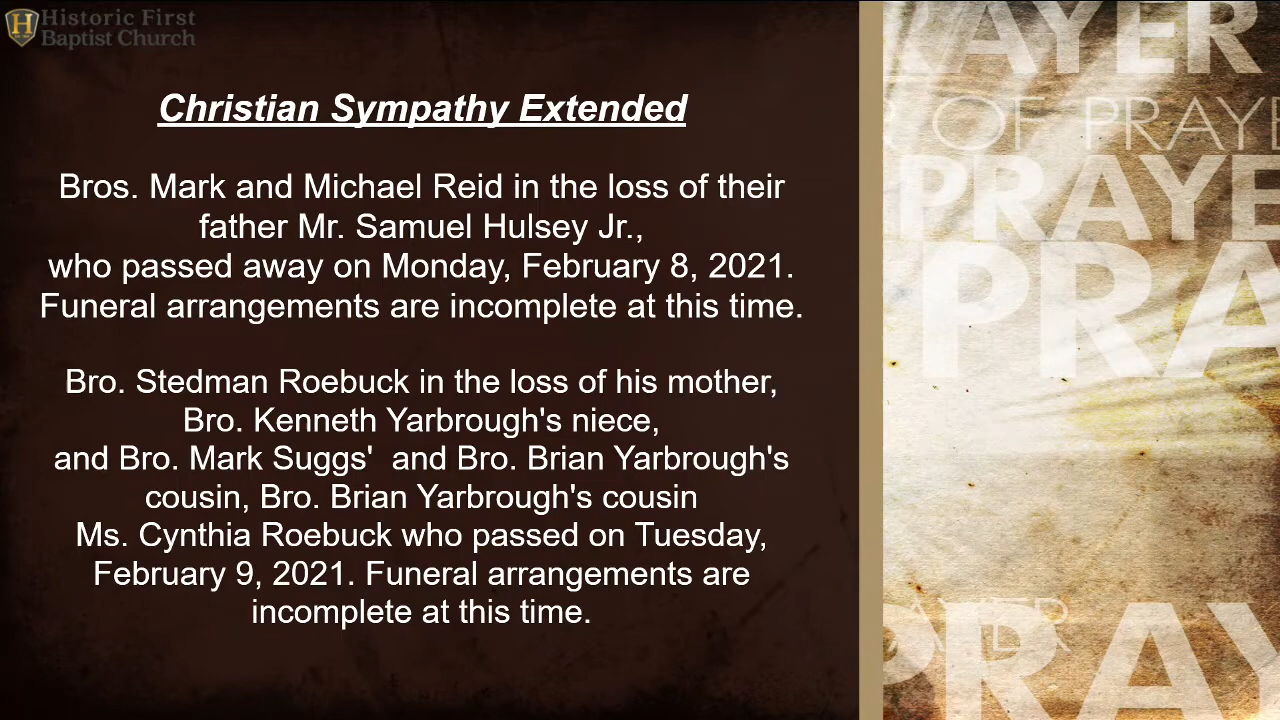 Historic First
Baptist Church
H
Christian Sympathy Extended
Bros. Mark and Michael Reid in the loss of their
father Mr. Samuel Hulsey Jr.,
who passed away on Monday, February 8, 2021.
Funeral arrangements are incomplete at this time.
Bro. Stedman Roebuck in the loss of his mother,
Bro. Kenneth Yarbrough's niece,
and Bro. Mark Suggs'  and Bro. Brian Yarbrough's
cousin, Bro. Brian Yarbrough's cousin
Ms. Cynthia Roebuck who passed on Tuesday,
February 9, 2021. Funeral arrangements are
incomplete at this time.
RAYER
R OF PRAYE
PRAYE
PRA
PRAY